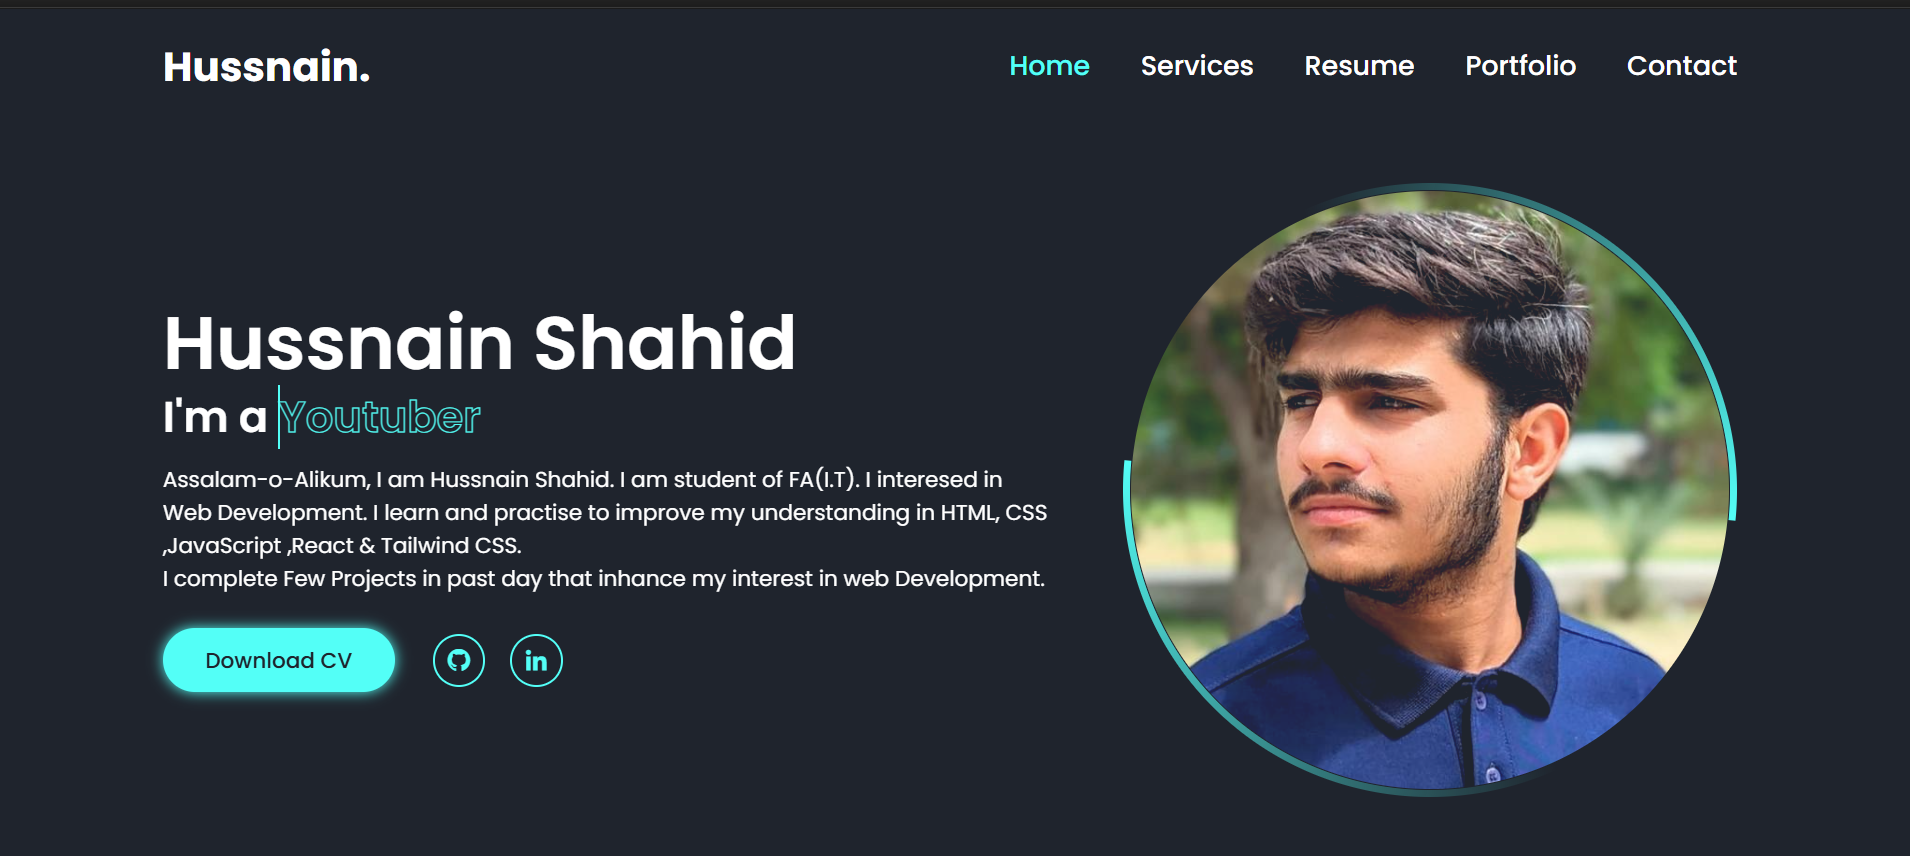 Hussnain.
Home Services Resume Portfolio Contact
Hussnain Shahid
I'm a Youtuber
Assalam-o-Alikum, I am Hussnain Shahid. I am student of FA(I.T). I interesed in
Web Development. I learn and practise to improve my understanding in HTML, CSS
,JavaScript ,React & Tailwind CSS.
I complete Few Projects in past day that inhance my interest in web Development.
Download CV
in